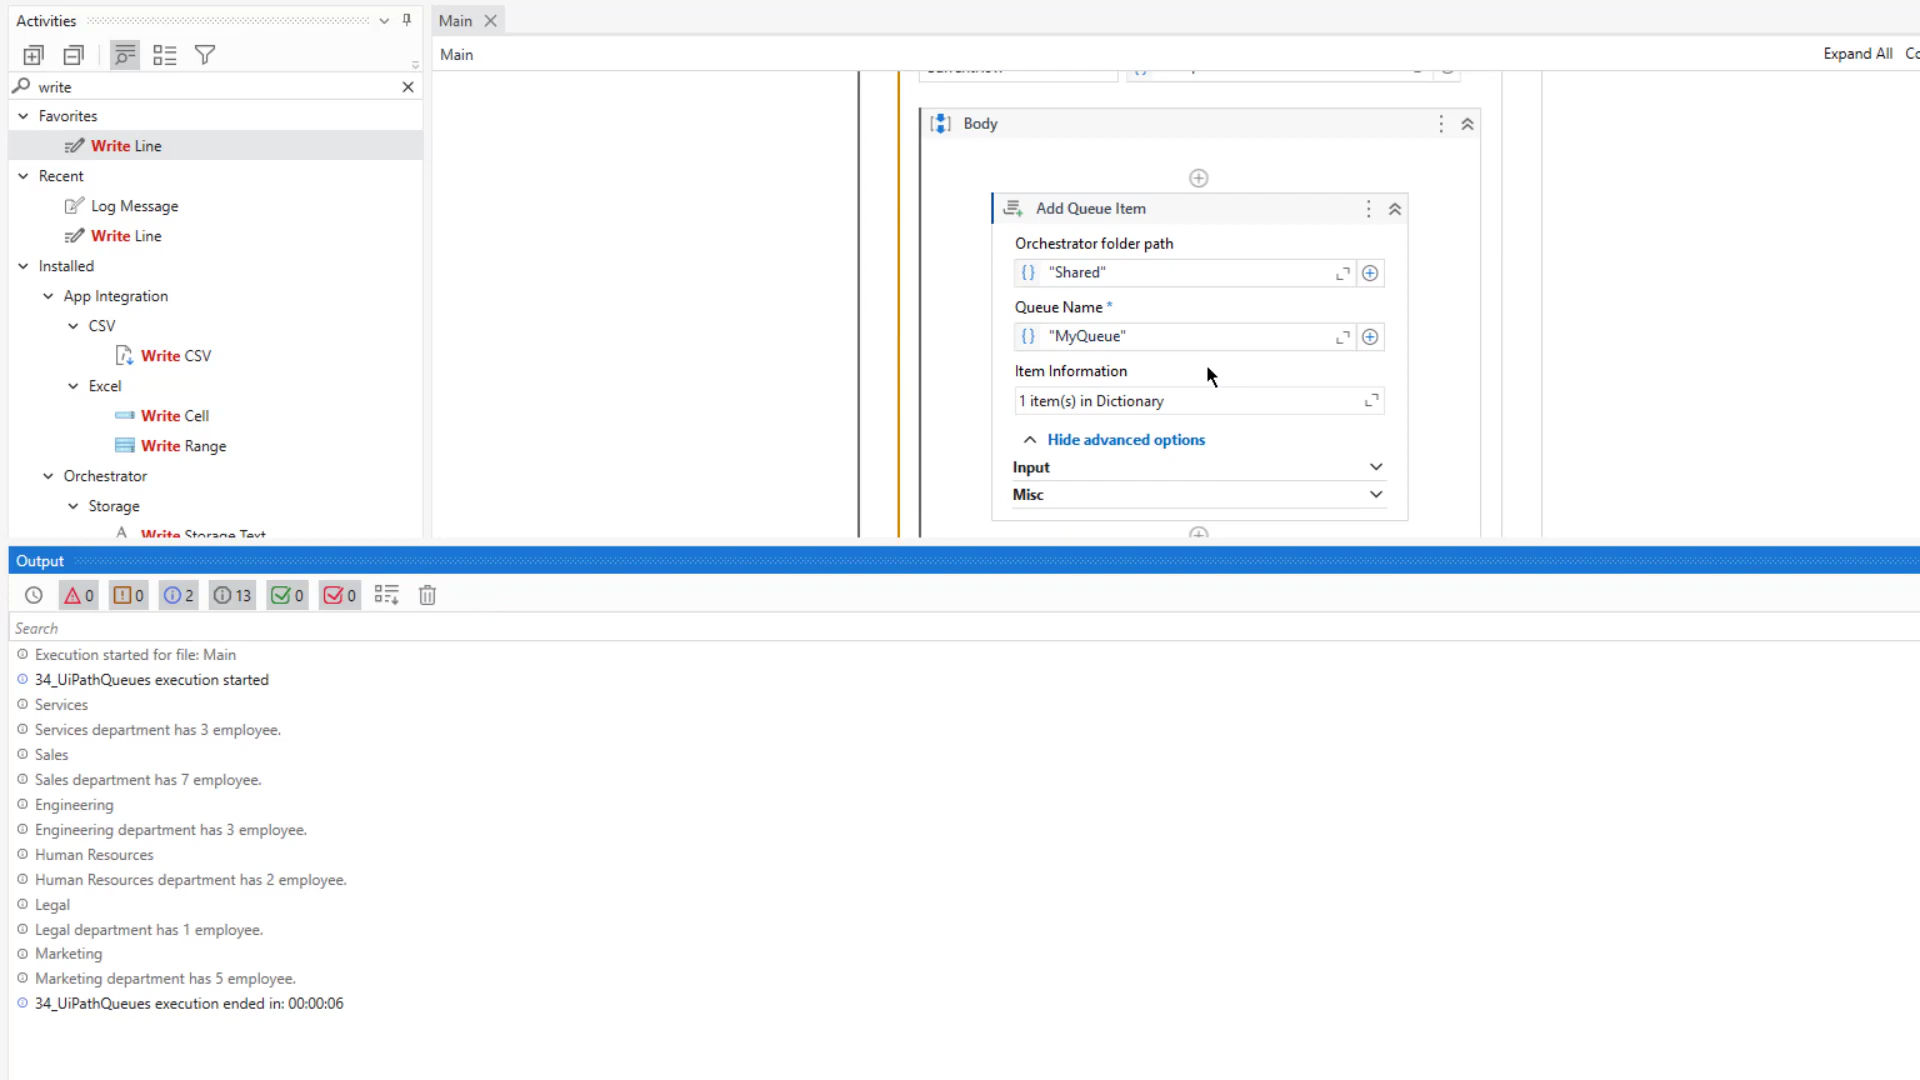 Activities
write
Favorites
Write Line
Recent
Log Message
Write Line
Installed
App Integration
CSV
Write CSV
Excel
Write Cell
Write Range
Orchestrator
Storage
Write Storage Text
Main
Main
Expand All
Body
Add Queue Item
Orchestrator folder path
{} "Shared"
Queue Name *
{} "MyQueue"
Item Information
1 item(s) in Dictionary
Hide advanced options
Input
Misc
Output
0 0 2 13 0 0
Search
Execution started for file: Main
34_UiPathQueues execution started
Services
Services department has 3 employee.
Sales
Sales department has 7 employee.
Engineering
Engineering department has 3 employee.
Human Resources
Human Resources department has 2 employee.
Legal
Legal department has 1 employee.
Marketing
Marketing department has 5 employee.
34_UiPathQueues execution ended in: 00:00:06